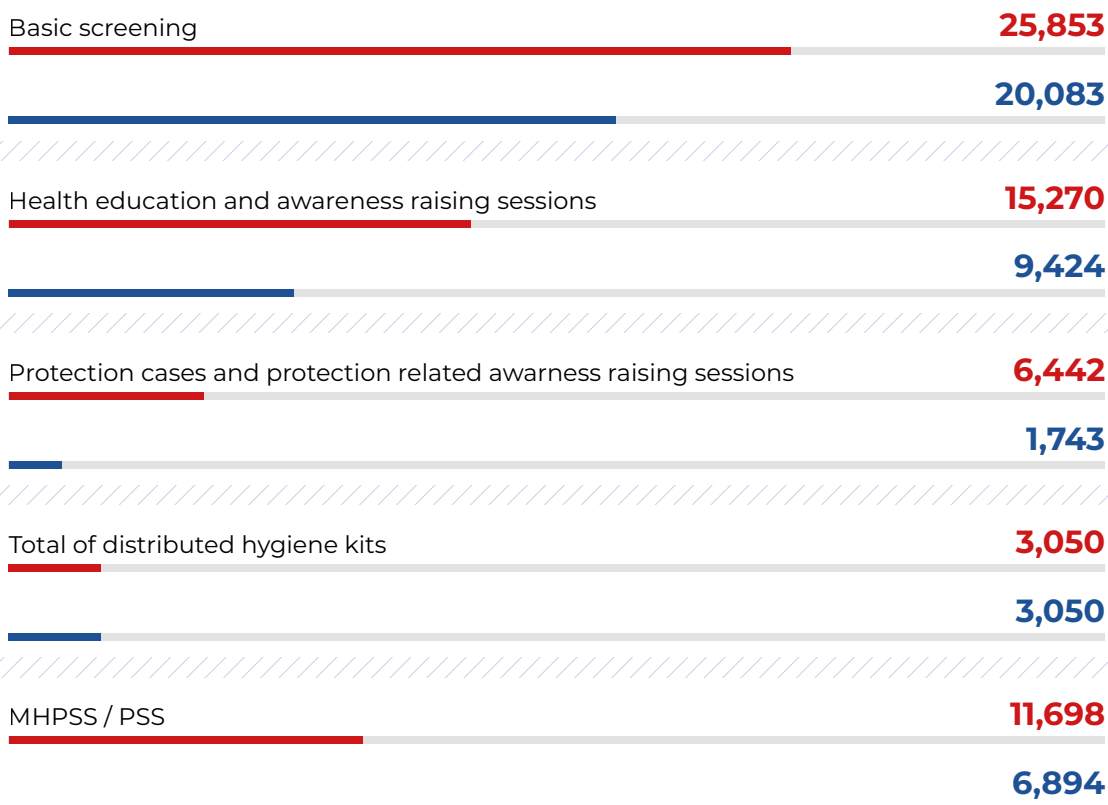 Basic screening 25,853
20,083
Health education and awareness raising sessions 15,270
9,424
Protection cases and protection related awarness raising sessions 6,442
1,743
Total of distributed hygiene kits 3,050
3,050
MHPSS / PSS 11,698
6,894